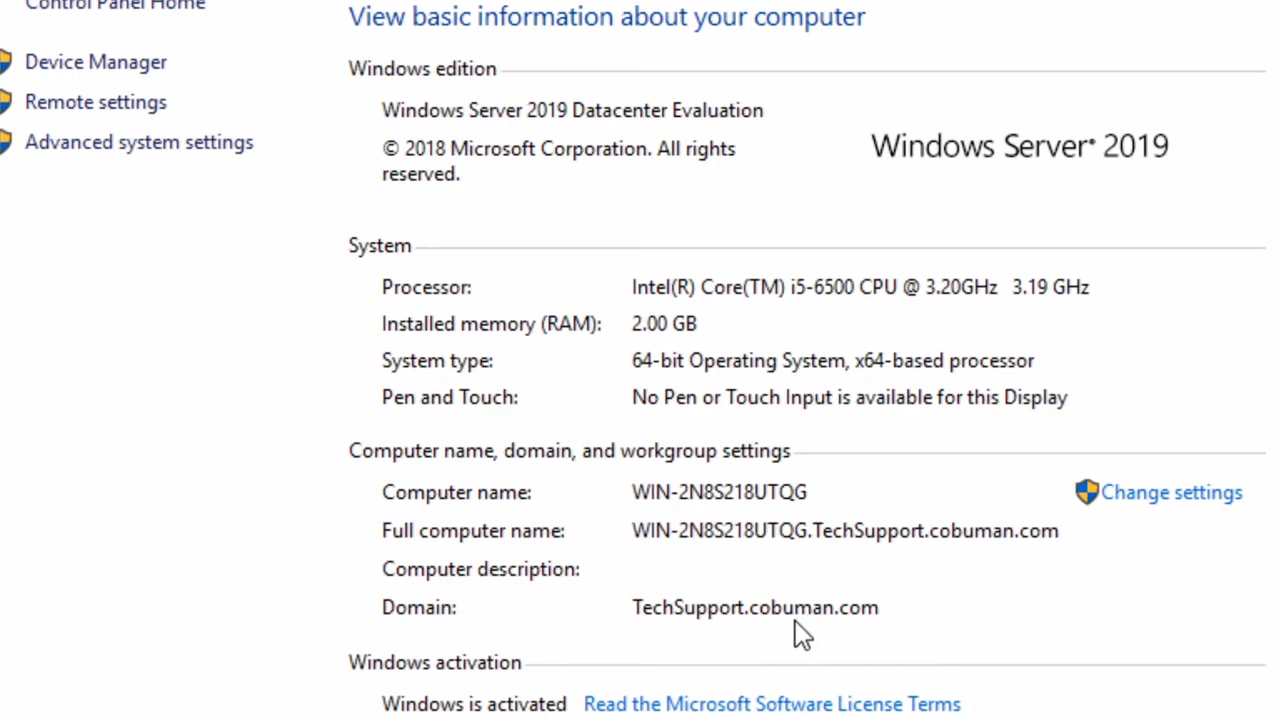 Control Panel Home
Device Manager
Remote settings
Advanced system settings
View basic information about your computer
Windows edition
Windows Server 2019 Datacenter Evaluation
© 2018 Microsoft Corporation. All rights
reserved.
Windows Server® 2019
System
Processor: Intel(R) Core(TM) i5-6500 CPU @ 3.20GHz 3.19 GHz
Installed memory (RAM): 2.00 GB
System type: 64-bit Operating System, x64-based processor
Pen and Touch: No Pen or Touch Input is available for this Display
Computer name, domain, and workgroup settings
Computer name: WIN-2N8S218UTQG
Change settings
Full computer name: WIN-2N8S218UTQG.TechSupport.cobuman.com
Computer description:
Domain: TechSupport.cobuman.com
Windows activation
Windows is activated Read the Microsoft Software License Terms